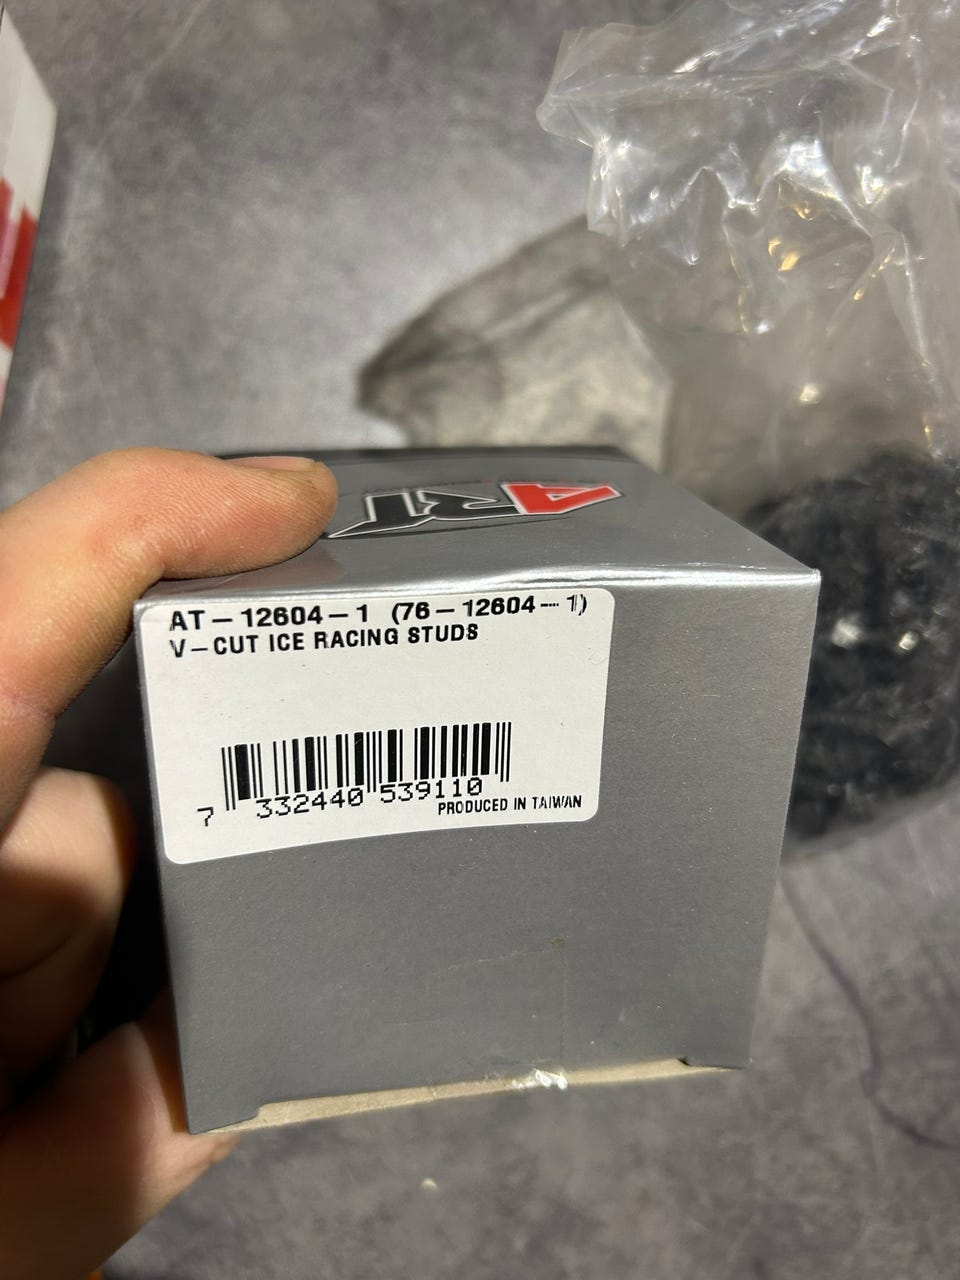 ART
AT-12604-1 (76-12604-1)
V-CUT ICE RACING STUDS
7 332440 539110
PRODUCED IN TAIWAN